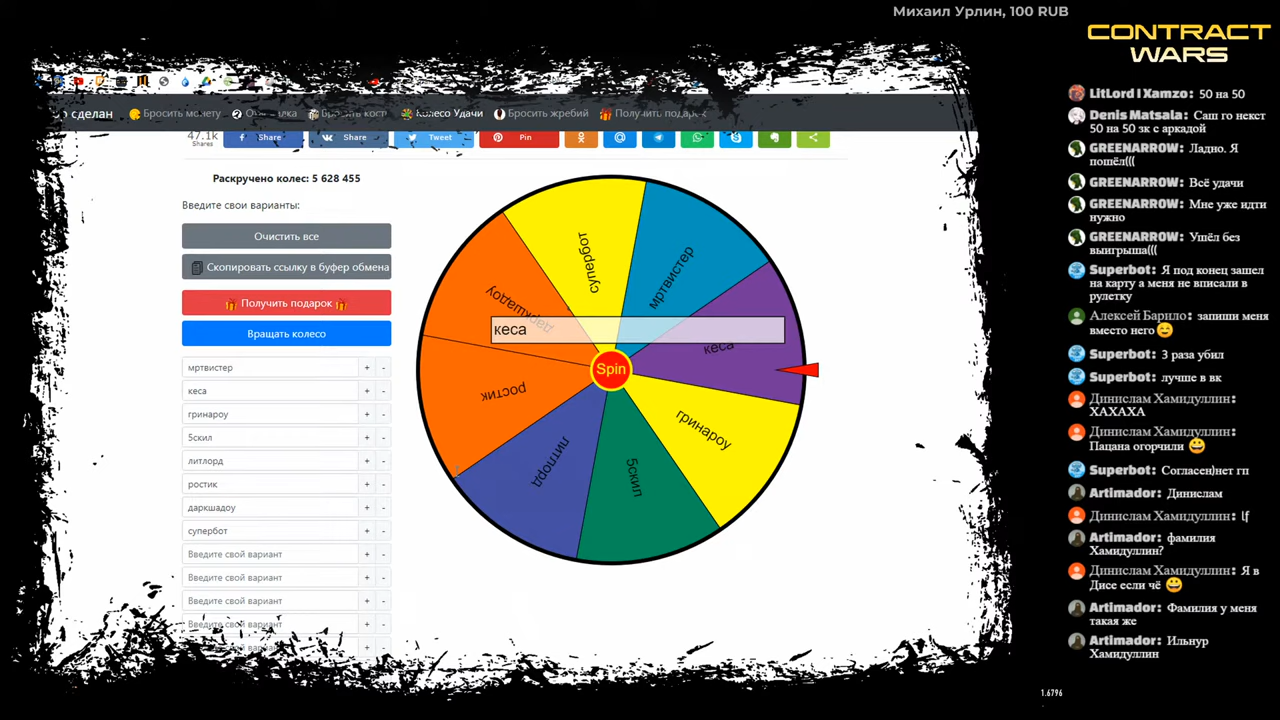 Михаил Урлин, 100 RUB
CONTRACT
WARS
о сделан
Бросить монету
Колесо Удачи
Бросить жребий
Получить подарок
47.1k
Shares
Share
Share
Tweet
Pin
Раскручено колес: 5 628 455
Введите свои варианты:
Очистить все
Скопировать ссылку в буфер обмена
Получить подарок
Вращать колесо
мртвистер + -
кеса + -
гринароу + -
5скил + -
литлорд + -
ростик + -
даркшадоу + -
супербот + -
Введите свой вариант + -
Введите свой вариант + -
Введите свой вариант + -
Введите свой вариант + -
супербот
мртвистер
кеса
гринароу
5скил
литлорд
ростик
даркшадоу
кеса
Spin
LitLord I Xamzo: 50 на 50
Denis Matsala: Саш го некст
50 на 50 зк с аркадой
GREENARROW: Ладно. Я
пошёл(((
GREENARROW: Всё удачи
GREENARROW: Мне уже идти
нужно
GREENARROW: Ушёл без
выигрыша(((
Superbot: Я под конец зашел
на карту а меня не вписали в
рулетку
Алексей Барило: запиши меня
вместо него
Superbot: 3 раза убил
Superbot: лучше в вк
Динислам Хамидуллин:
ХАХАХА
Динислам Хамидуллин:
Пацана огорчили
Superbot: Согласен)нет гп
Artimador: Динислам
Динислам Хамидуллин: lf
Artimador: фамилия
Хамидуллин?
Динислам Хамидуллин: Я в
Дисе если чё
Artimador: Фамилия у меня
такая же
Artimador: Ильнур
Хамидуллин
1.6796